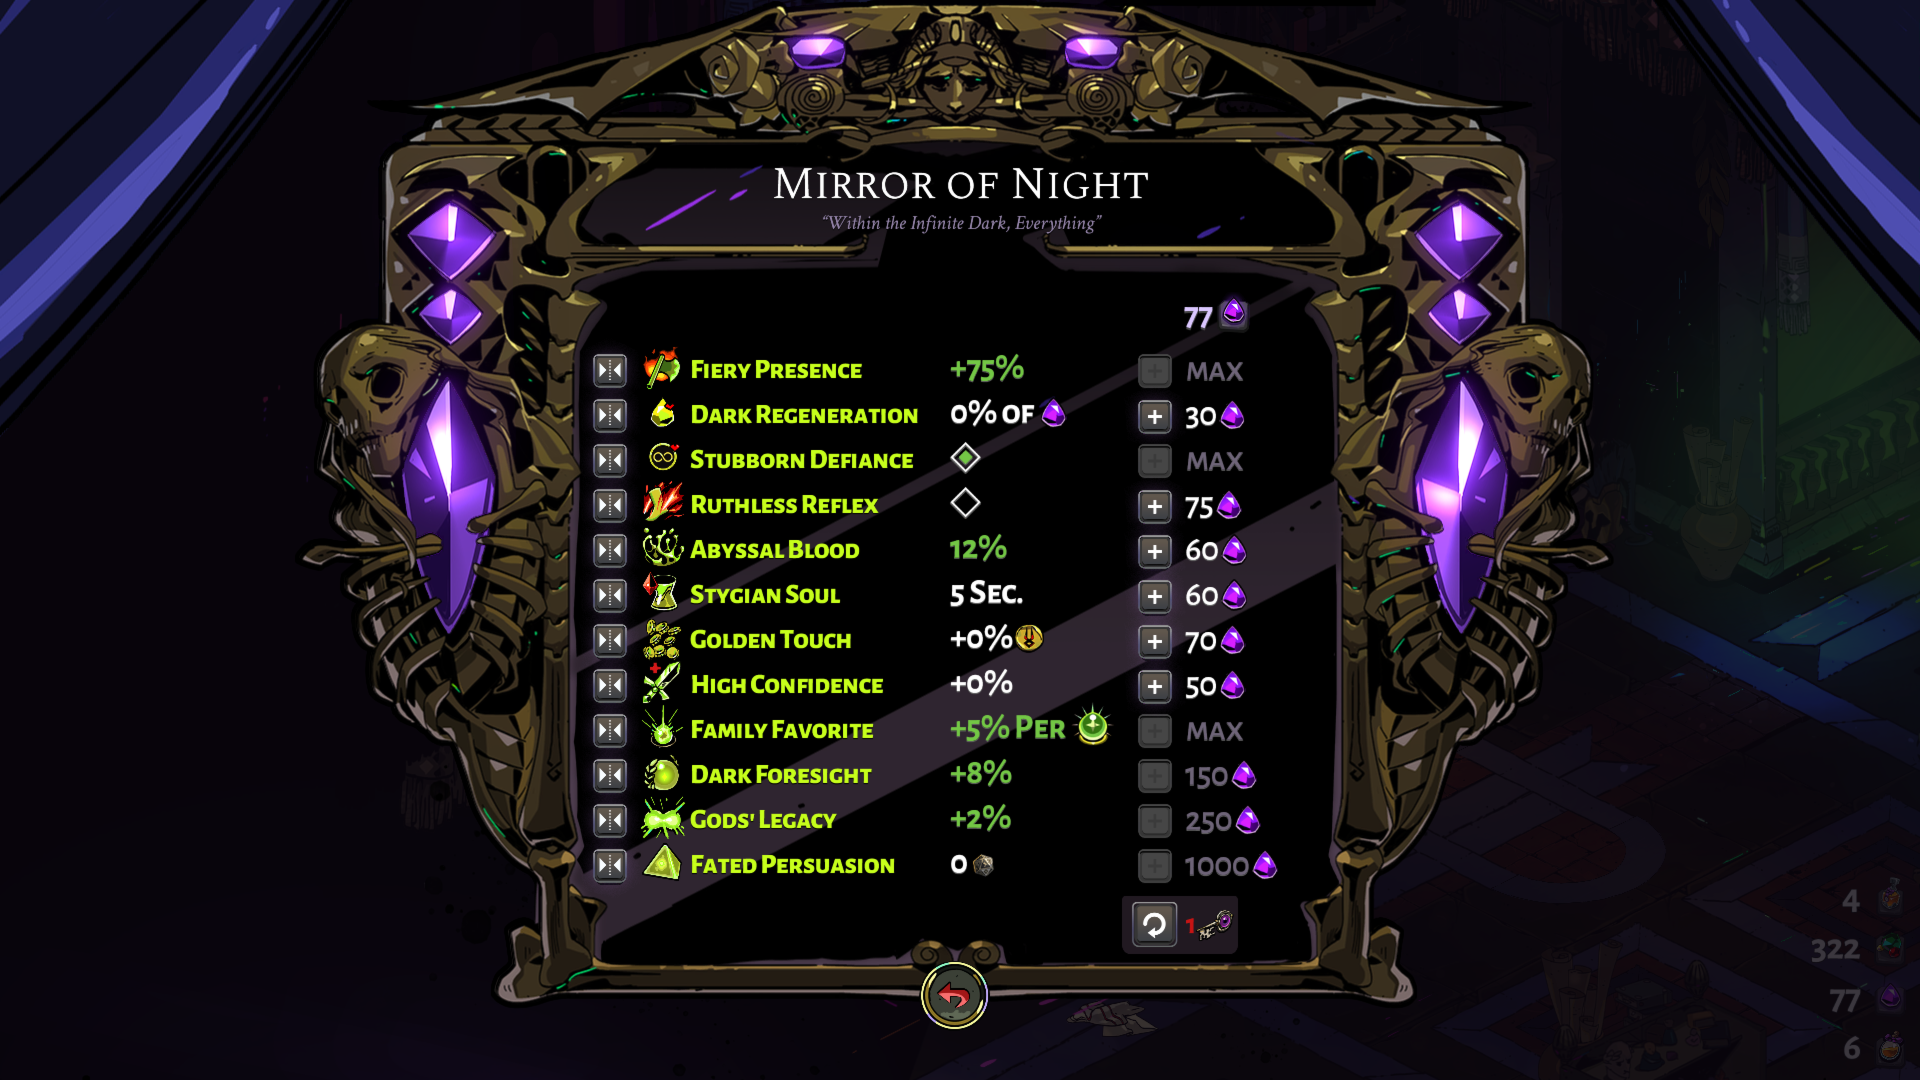 MIRROR OF NIGHT
“Within the Infinite Dark, Everything”
77
FIERY PRESENCE +75% MAX
DARK REGENERATION 0% OF + 30
STUBBORN DEFIANCE MAX
RUTHLESS REFLEX + 75
ABYSSAL BLOOD 12% + 60
STYGIAN SOUL 5 SEC. + 60
GOLDEN TOUCH +0% + 70
HIGH CONFIDENCE +0% + 50
FAMILY FAVORITE +5% PER MAX
DARK FORESIGHT +8% + 150
GODS' LEGACY +2% + 250
FATED PERSUASION 0 + 1000
1
4
322
77
6